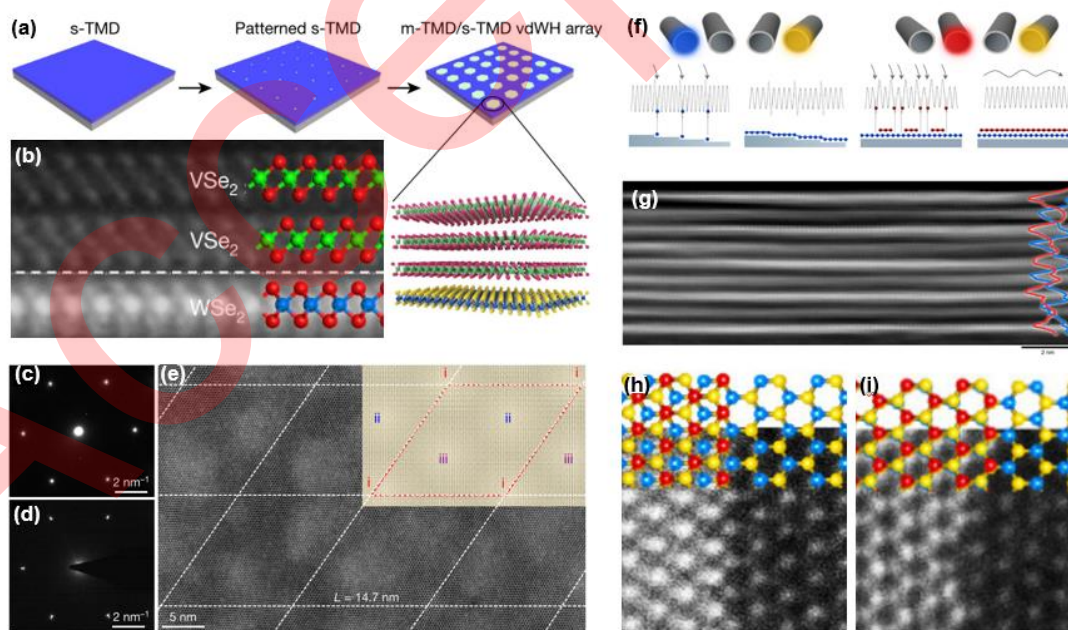 (a)
s-TMD
Patterned s-TMD
m-TMD/s-TMD vdWH array
(b)
VSe2
VSe2
WSe2
(c)
2 nm⁻¹
(d)
2 nm⁻¹
(e)
i
i
ii
ii
iii
iii
i
i
L = 14.7 nm
5 nm
(f)
(g)
2 nm
(h)
(i)